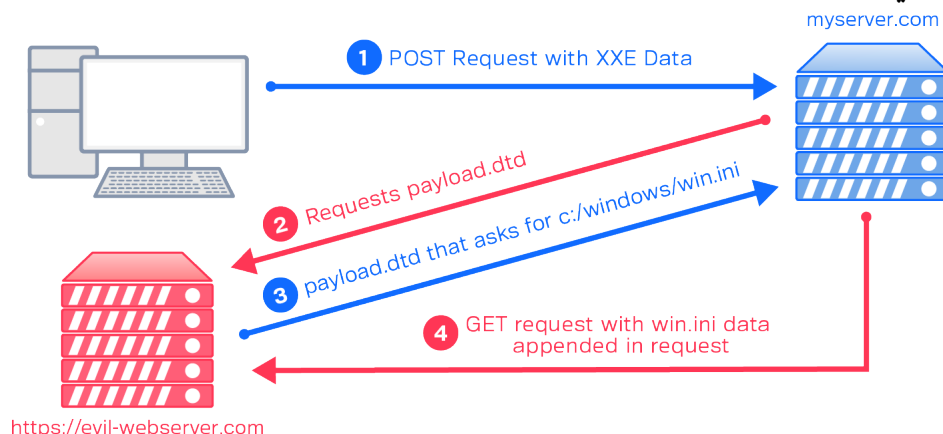 myserver.com
1 POST Request with XXE Data
2 Requests payload.dtd
3 payload.dtd that asks for c:/windows/win.ini
4 GET request with win.ini data
appended in request
https://evil-webserver.com